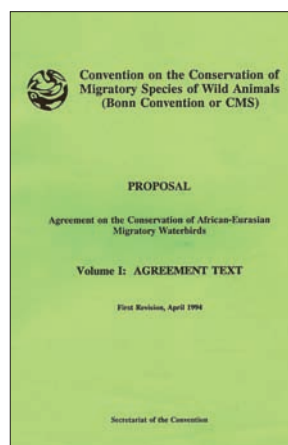 Convention on the Conservation of
Migratory Species of Wild Animals
(Bonn Convention or CMS)
PROPOSAL
Agreement on the Conservation of African-Eurasian
Migratory Waterbirds
Volume I: AGREEMENT TEXT
First Revision, April 1994
Secretariat of the Convention